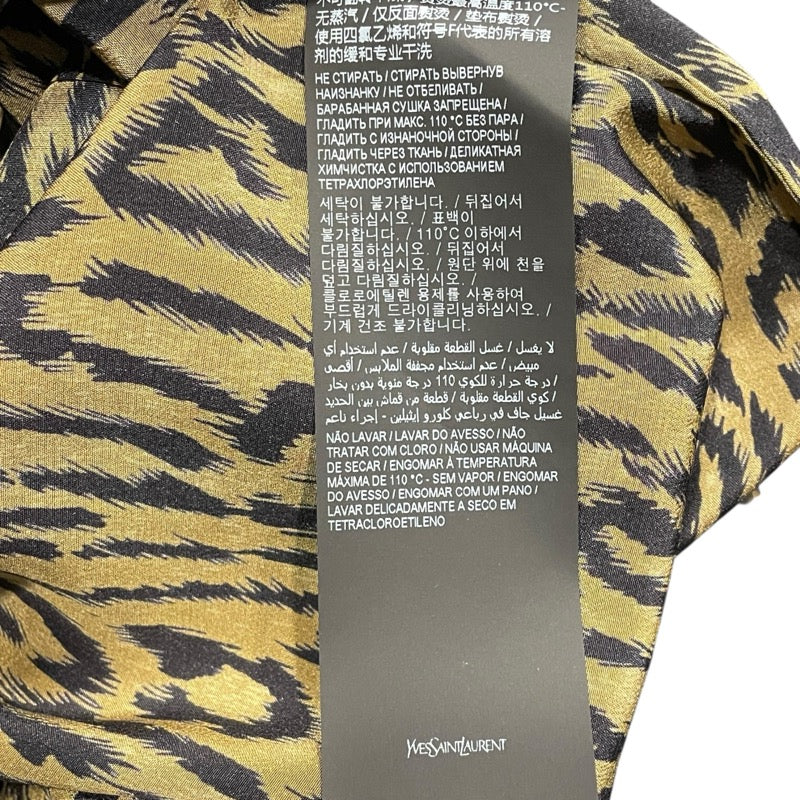 熨烫最高温度110°C-
无蒸汽 / 仅反面熨烫 / 垫布熨烫 /
使用四氯乙烯和符号F代表的所有溶
剂的缓和专业干洗
НЕ СТИРАТЬ / СТИРАТЬ ВЫВЕРНУВ
НАИЗНАНКУ / НЕ ОТБЕЛИВАТЬ /
БАРАБАННАЯ СУШКА ЗАПРЕЩЕНА /
ГЛАДИТЬ ПРИ МАКС. 110 °C БЕЗ ПАРА /
ГЛАДИТЬ С ИЗНАНОЧНОЙ СТОРОНЫ /
ГЛАДИТЬ ЧЕРЕЗ ТКАНЬ / ДЕЛИКАТНАЯ
ХИМЧИСТКА С ИСПОЛЬЗОВАНИЕМ
ТЕТРАХЛОРЭТИЛЕНА
세탁이 불가합니다. / 뒤집어서
세탁하십시오. / 표백이
불가합니다. / 110°C 이하에서
다림질하십시오. / 뒤집어서
다림질하십시오. / 원단 위에 천을
덮고 다림질하십시오. /
클로로에틸렌 용제를 사용하여
부드럽게 드라이클리닝하십시오. /
기계 건조 불가합니다.
لا يغسل / غسل القطعة مقلوبة / عدم استخدام أي
مبيض / عدم استخدام مجففة الملابس / أقصى
درجة حرارة للكوي 110 درجة مئوية بدون بخار /
كوي القطعة مقلوبة / قطعة من قماش بين الحديد /
غسيل جاف في رباعي كلورو إيثيلين - إجراء ناعم
NÃO LAVAR / LAVAR DO AVESSO / NÃO
TRATAR COM CLORO / NÃO USAR MÁQUINA
DE SECAR / ENGOMAR À TEMPERATURA
MÁXIMA DE 110 °C - SEM VAPOR / ENGOMAR
DO AVESSO / ENGOMAR COM UM PANO /
LAVAR DELICADAMENTE A SECO EM
TETRACLOROETILENO
YVESSAINTLAURENT